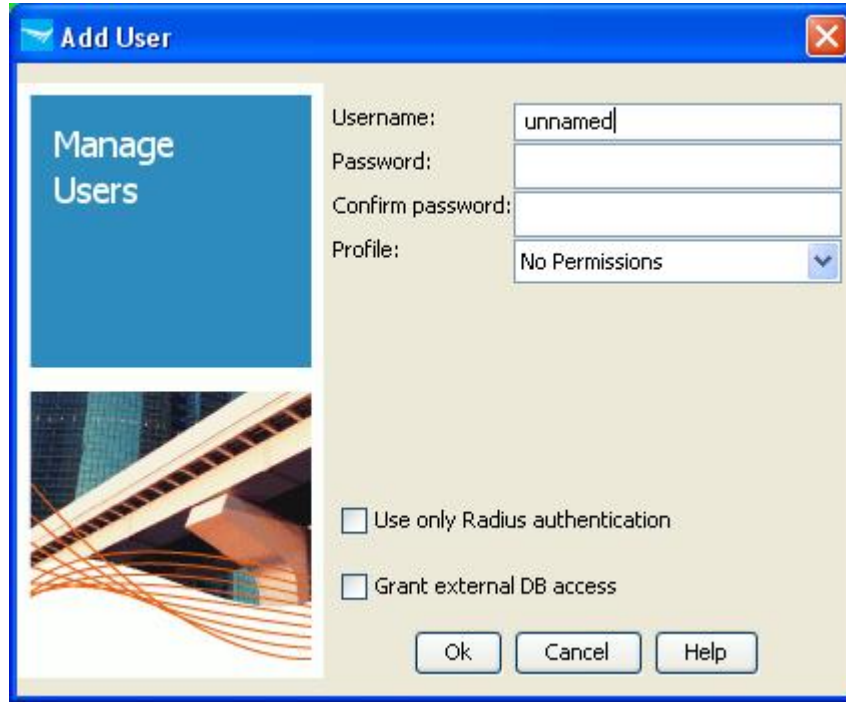 Add User
Manage
Users
Username:
unnamed
Password:
Confirm password:
Profile:
No Permissions
Use only Radius authentication
Grant external DB access
Ok
Cancel
Help